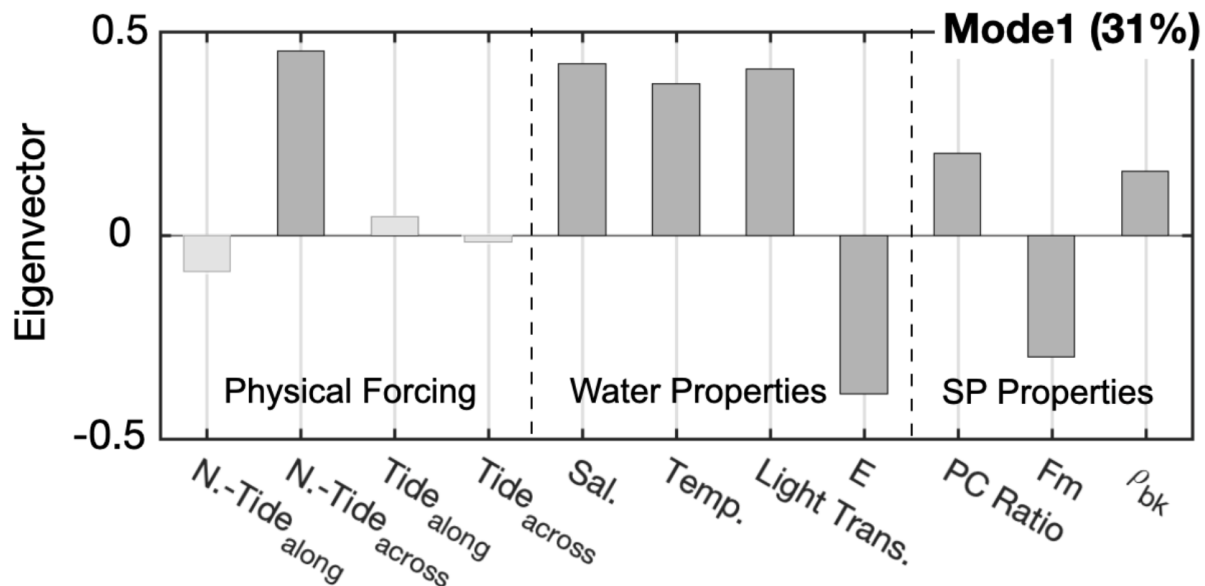 0.5
Mode1 (31%)
Eigenvector
0
Physical Forcing
Water Properties
SP Properties
-0.5
N.-Tide along
N.-Tide across
Tide along
Tide across
Sal.
Temp.
Light Trans.
E
PC Ratio
Fm
ρbk